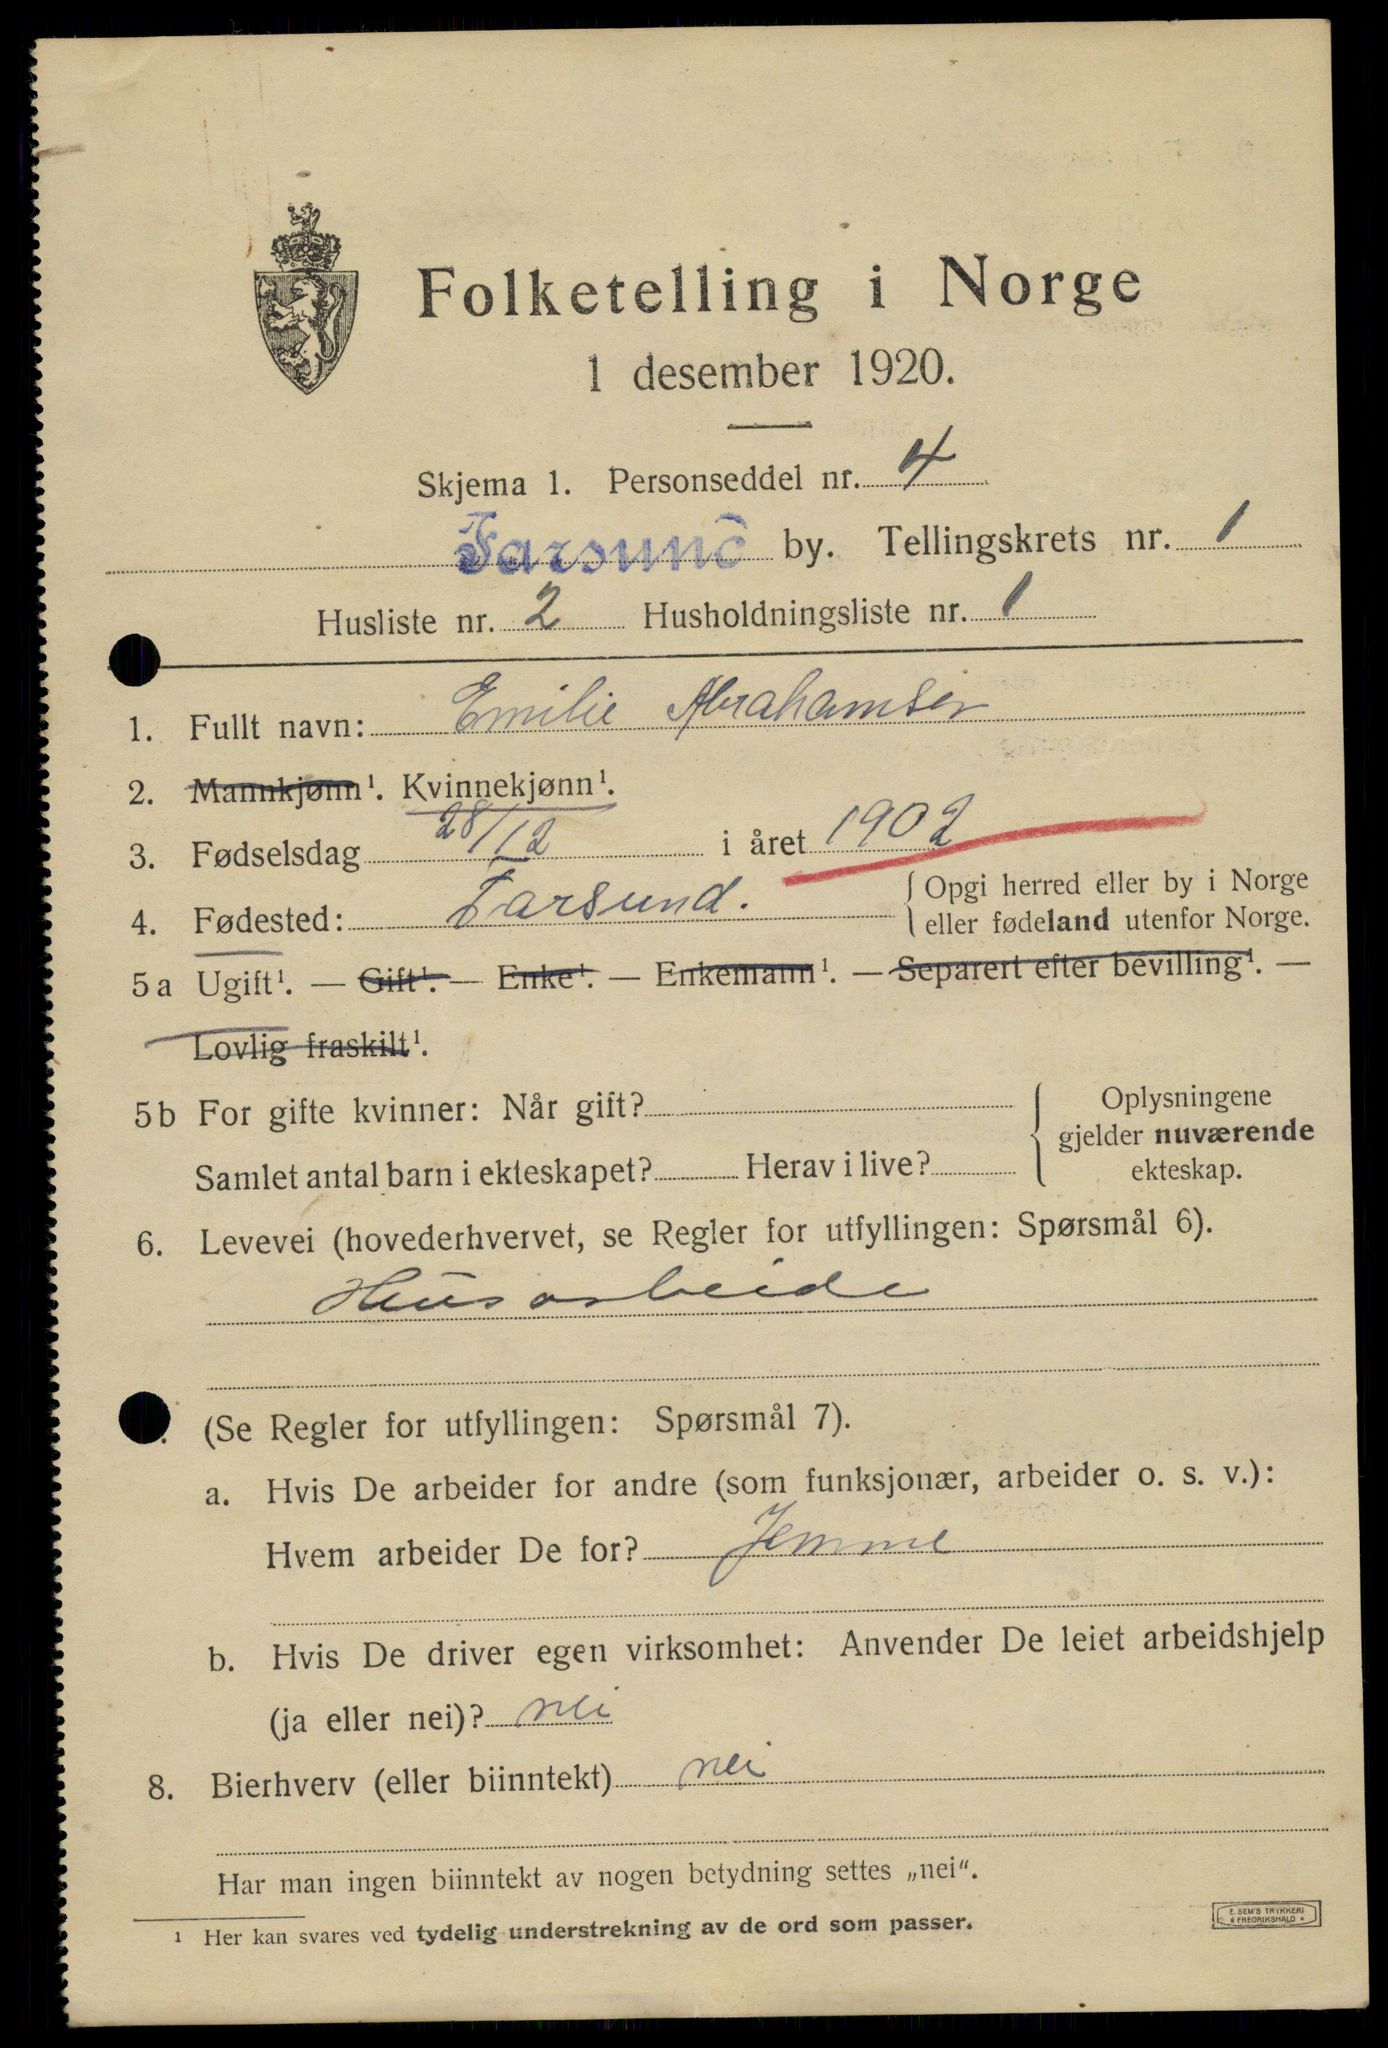 Folketelling i Norge
1 desember 1920.
Skjema 1. Personseddel nr. 4
Farsund by. Tellingskrets nr. 1
Husliste nr. 2 Husholdningsliste nr. 1
1. Fullt navn: Emilie Abrahamsen
2. Mannkjønn¹. Kvinnekjønn¹.
3. Fødselsdag 28/12 i året 1902
4. Fødested: Farsund. { Opgi herred eller by i Norge
eller fødeland utenfor Norge.
5a Ugift¹. — Gift¹. — Enke¹. — Enkemann¹. — Separert efter bevilling¹. —
Lovlig fraskilt¹.
5b For gifte kvinner: Når gift?
Samlet antal barn i ekteskapet? Herav i live?
{ Oplysningene
gjelder nuværende
ekteskap.
6. Levevei (hovederhvervet, se Regler for utfyllingen: Spørsmål 6).
Husarbeide
(Se Regler for utfyllingen: Spørsmål 7).
a. Hvis De arbeider for andre (som funksjonær, arbeider o. s. v.):
Hvem arbeider De for? Jemme
b. Hvis De driver egen virksomhet: Anvender De leiet arbeidshjelp
(ja eller nei)? nei
8. Bierhverv (eller biinntekt) nei
Har man ingen biinntekt av nogen betydning settes „nei“.
¹ Her kan svares ved tydelig understrekning av de ord som passer.
E. SEM'S TRYKKERI
FREDRIKSHALD